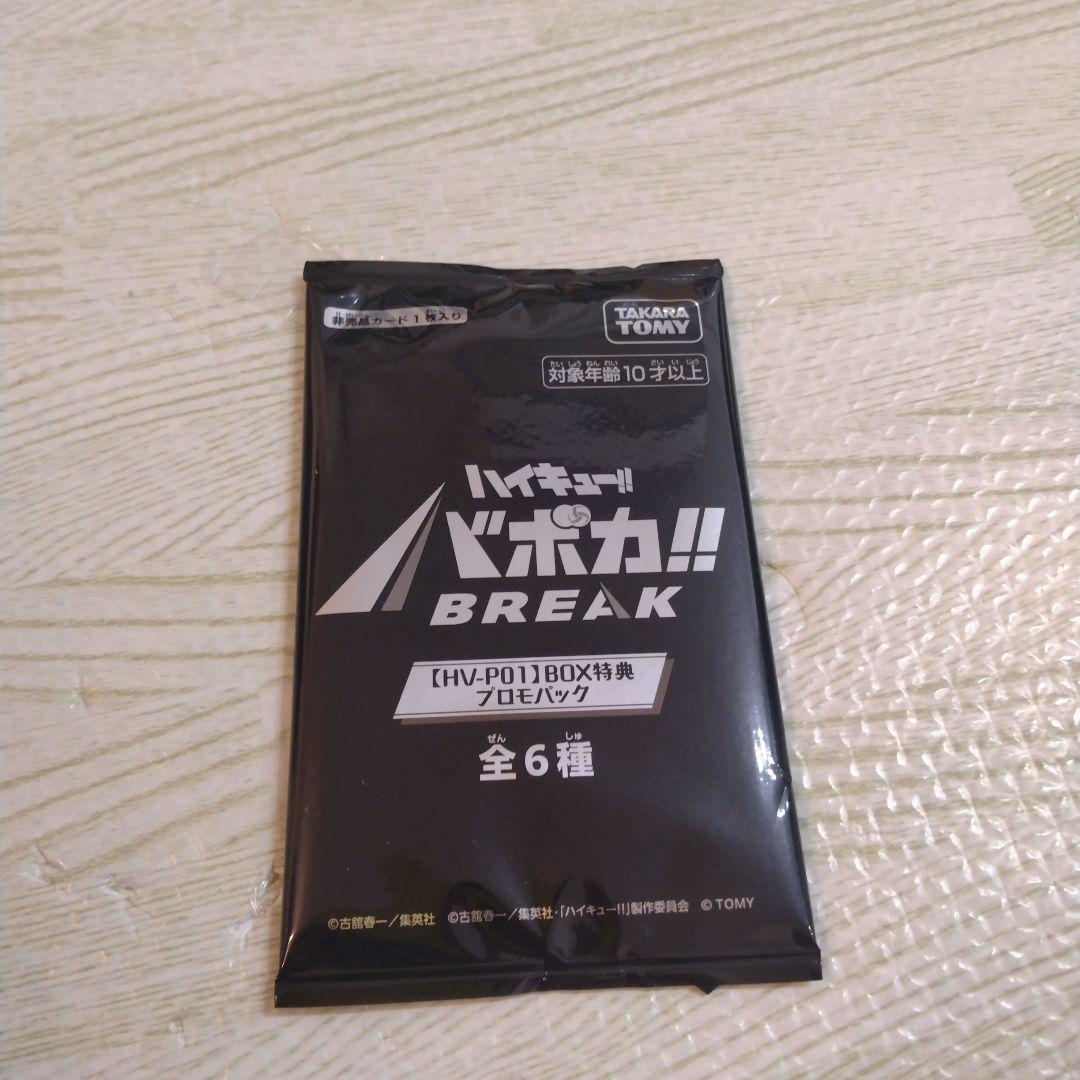 非売品カード1枚入り
TAKARA TOMY
対象年齢10才以上
ハイキュー!!
バボカ!!
BREAK
【HV-P01】BOX特典
プロモパック
全6種
©古舘春一／集英社 ©古舘春一／集英社・「ハイキュー!!」製作委員会 © TOMY